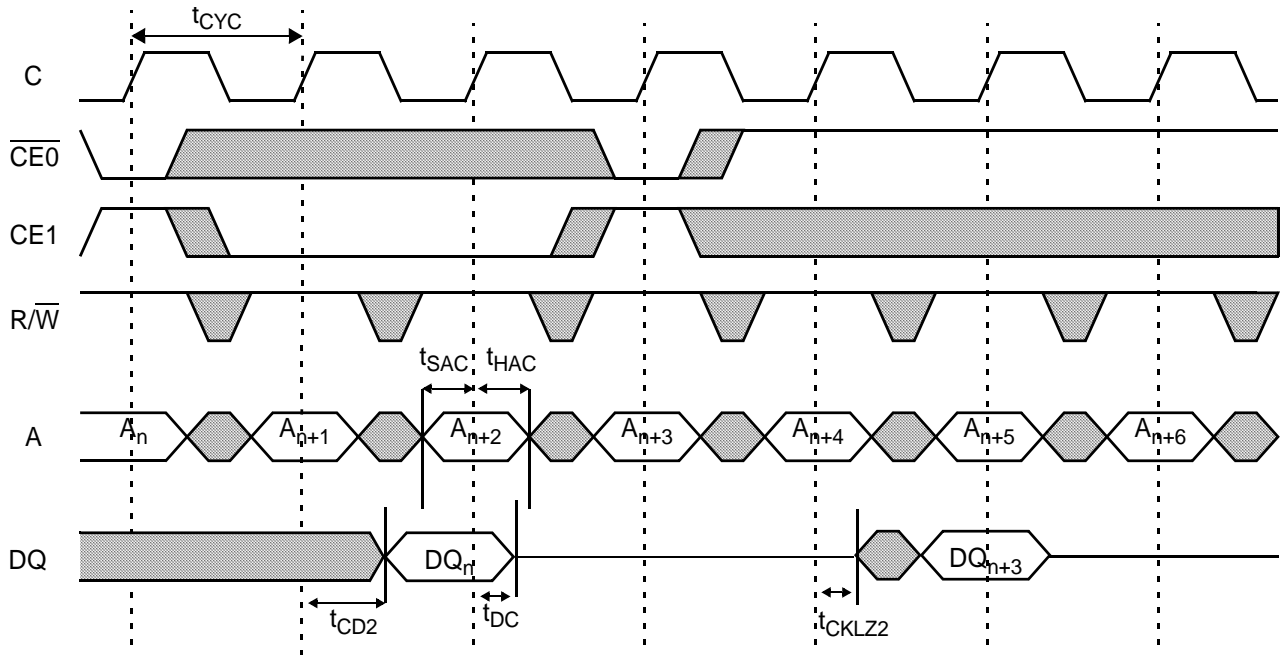 tCYC
C
CE0
CE1
R/W
tSAC tHAC
A An An+1 An+2 An+3 An+4 An+5 An+6
DQ DQn DQn+3
tCD2 tDC tCKLZ2